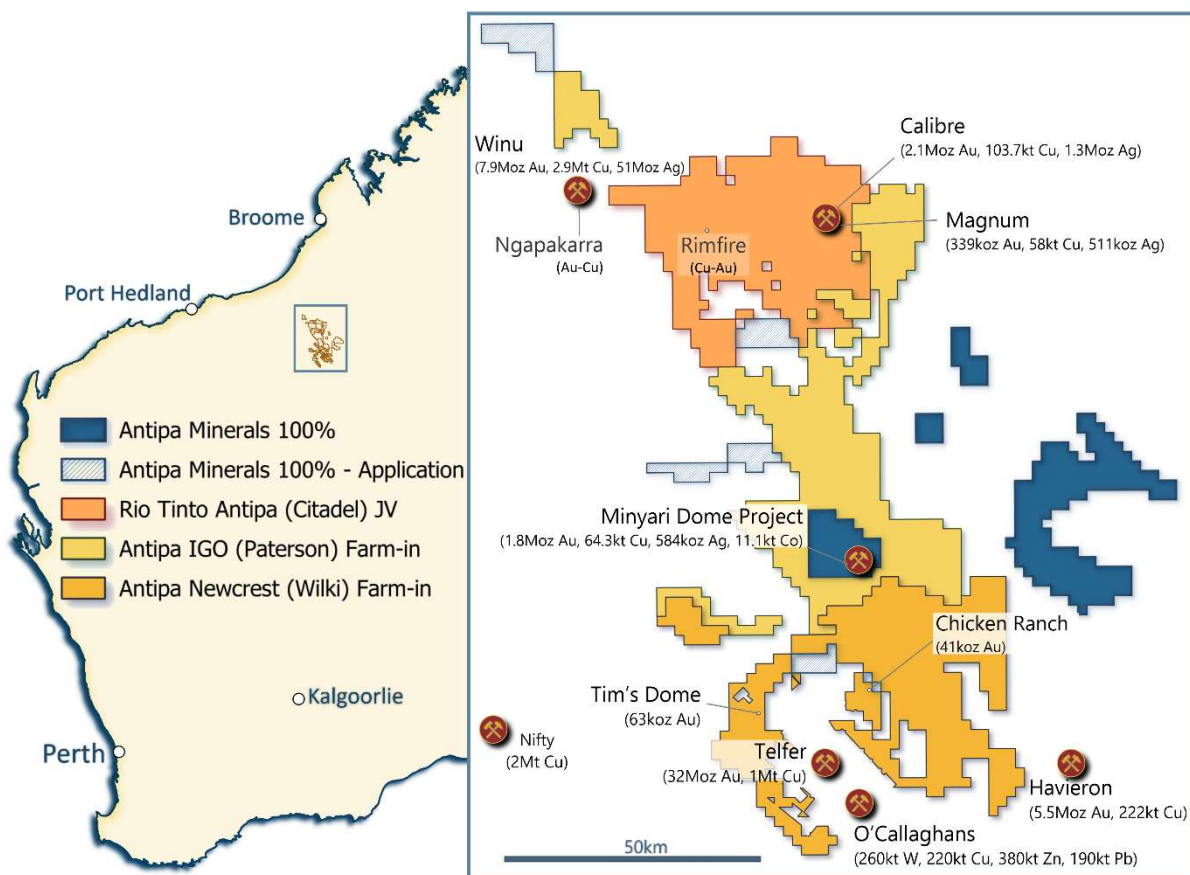 Broome
Port Hedland
Kalgoorlie
Perth
Antipa Minerals 100%
Antipa Minerals 100% - Application
Rio Tinto Antipa (Citadel) JV
Antipa IGO (Paterson) Farm-in
Antipa Newcrest (Wilki) Farm-in
Winu
(7.9Moz Au, 2.9Mt Cu, 51Moz Ag)
Ngapakarra
(Au-Cu)
Rimfire
(Cu-Au)
Calibre
(2.1Moz Au, 103.7kt Cu, 1.3Moz Ag)
Magnum
(339koz Au, 58kt Cu, 511koz Ag)
Minyari Dome Project
(1.8Moz Au, 64.3kt Cu, 584koz Ag, 11.1kt Co)
Chicken Ranch
(41koz Au)
Tim's Dome
(63koz Au)
Nifty
(2Mt Cu)
Telfer
(32Moz Au, 1Mt Cu)
Havieron
(5.5Moz Au, 222kt Cu)
O'Callaghans
(260kt W, 220kt Cu, 380kt Zn, 190kt Pb)
50km